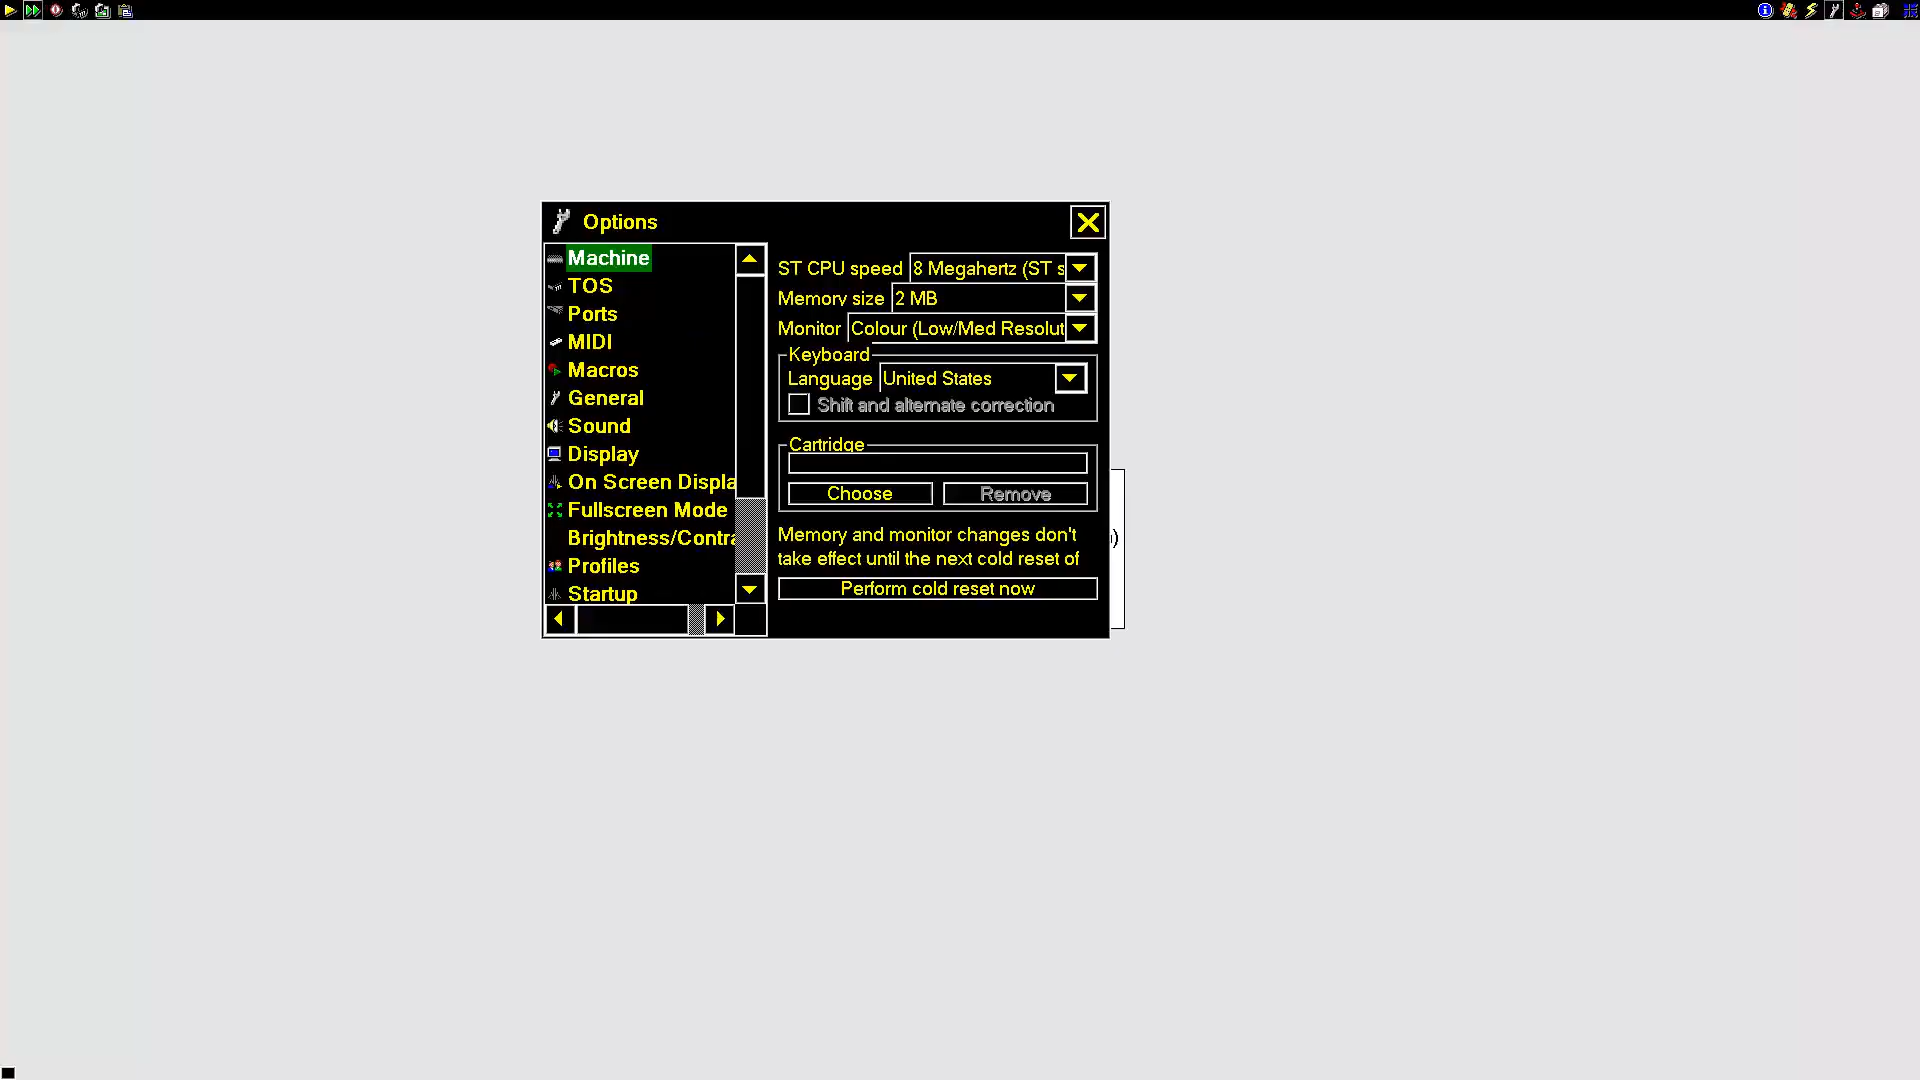 Options
Machine
TOS
Ports
MIDI
Macros
General
Sound
Display
On Screen Displa
Fullscreen Mode
Brightness/Contra
Profiles
Startup
ST CPU speed 8 Megahertz (ST s
Memory size 2 MB
Monitor Colour (Low/Med Resolut
Keyboard
Language United States
Shift and alternate correction
Cartridge
Choose Remove
Memory and monitor changes don't
take effect until the next cold reset of
Perform cold reset now